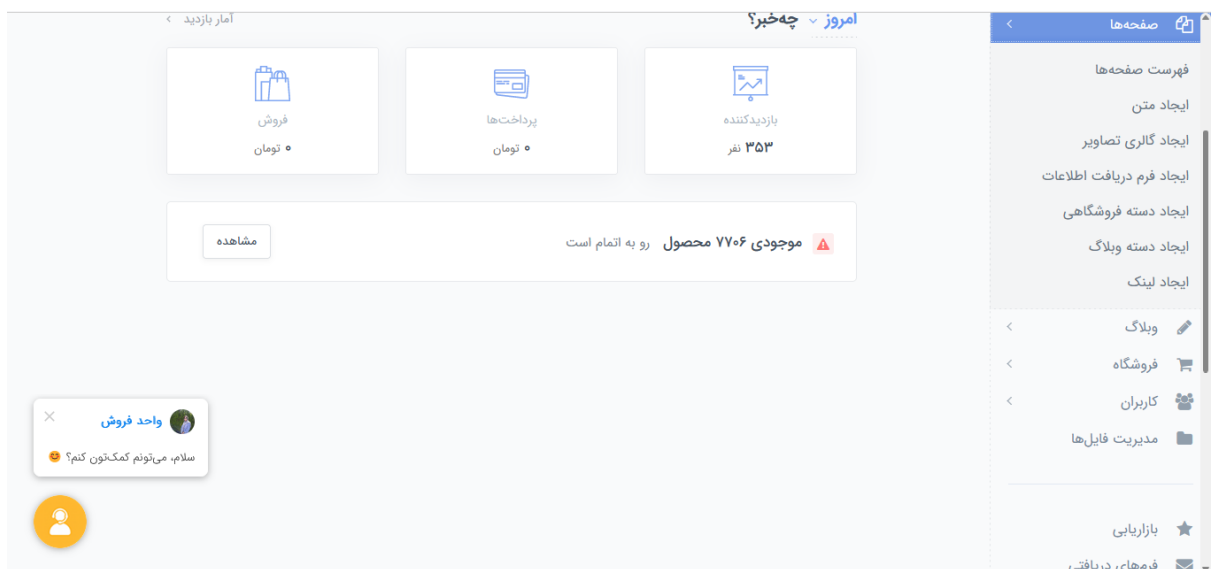 صفحه‌ها
فهرست صفحه‌ها
ایجاد متن
ایجاد گالری تصاویر
ایجاد فرم دریافت اطلاعات
ایجاد دسته فروشگاهی
ایجاد دسته وبلاگ
ایجاد لینک
وبلاگ
فروشگاه
کاربران
مدیریت فایل‌ها
بازاریابی
فرم‌های دریافتی
امروز چه‌خبر؟
آمار بازدید
بازدیدکننده
۳۵۳ نفر
پرداخت‌ها
۰ تومان
فروش
۰ تومان
موجودی ۷۷۰۶ محصول رو به اتمام است
مشاهده
واحد فروش
سلام، می‌تونم کمک‌تون کنم؟ 😊